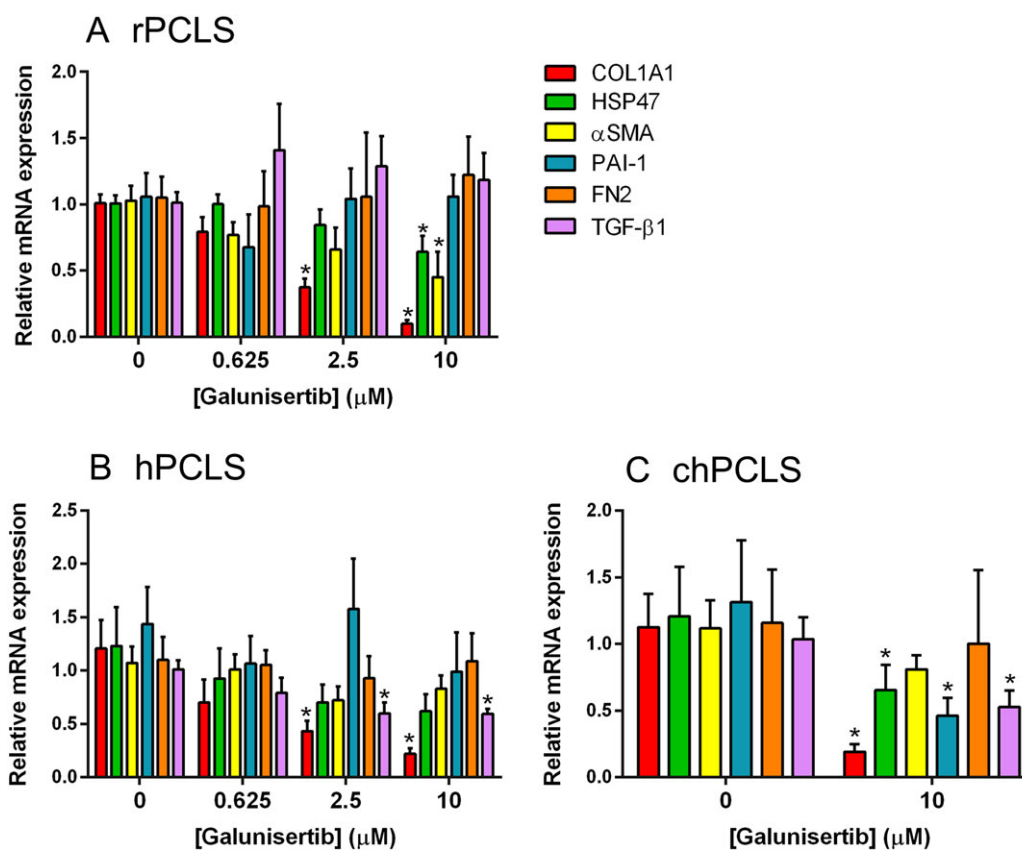 A rPCLS
Relative mRNA expression
2.0
1.5
1.0
0.5
0.0
* * * *
0 0.625 2.5 10
[Galunisertib] (μM)
COL1A1
HSP47
αSMA
PAI-1
FN2
TGF-β1
B hPCLS
Relative mRNA expression
2.5
2.0
1.5
1.0
0.5
0.0
* * * *
0 0.625 2.5 10
[Galunisertib] (μM)
C chPCLS
Relative mRNA expression
2.0
1.5
1.0
0.5
0.0
* * * *
0 10
[Galunisertib] (μM)